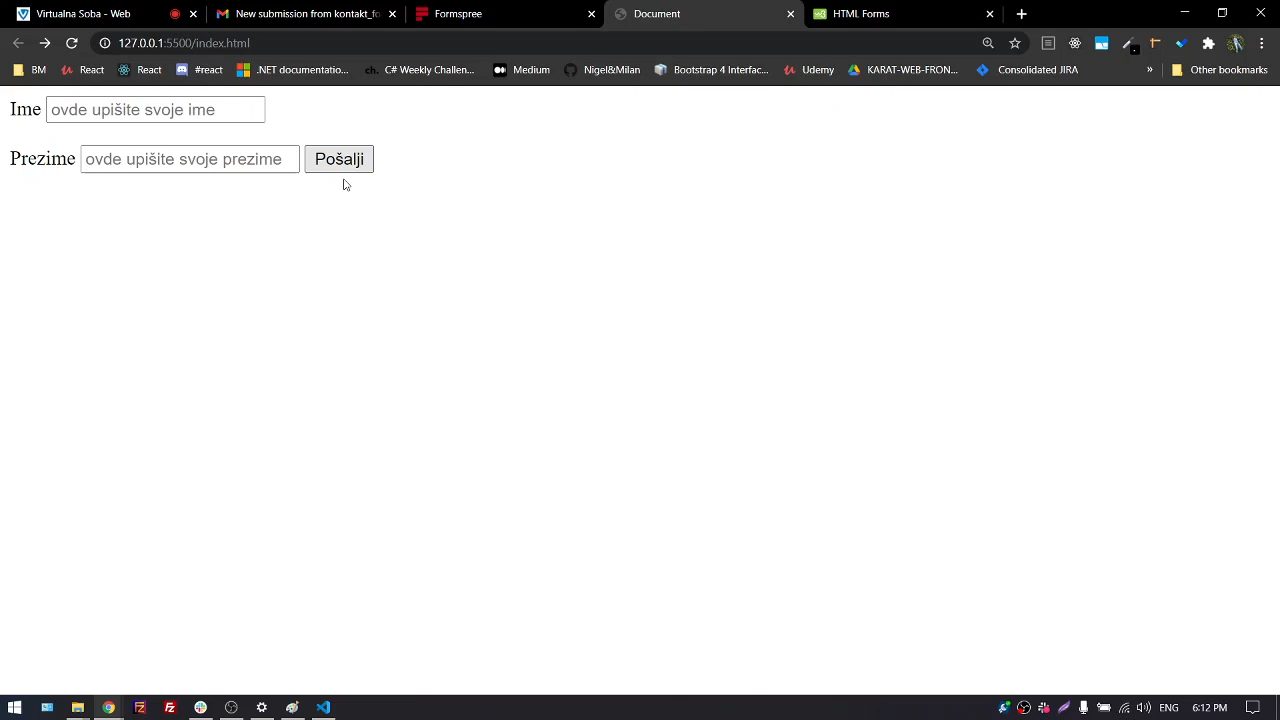 Virtualna Soba - Web
New submission from kontakt_fo
Formspree
Document
HTML Forms
127.0.0.1:5500/index.html
BM
React
React
#react
.NET documentatio...
ch. C# Weekly Challen...
Medium
Nigel&Milan
Bootstrap 4 Interfac...
Udemy
KARAT-WEB-FRON...
Consolidated JIRA
»
Other bookmarks
Ime ovde upišite svoje ime
Prezime ovde upišite svoje prezime Pošalji
ENG 6:12 PM